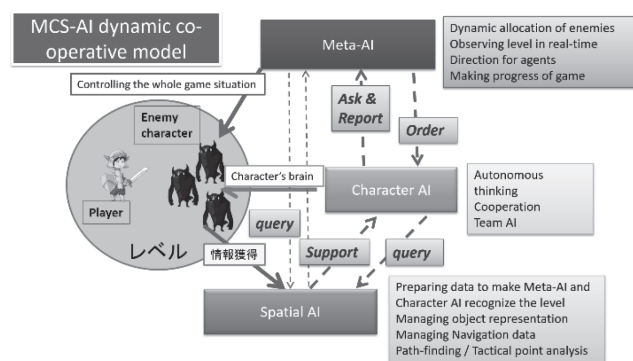 MCS-AI dynamic co-
operative model
Meta-AI
Dynamic allocation of enemies
Observing level in real-time
Direction for agents
Making progress of game
Controlling the whole game situation
Ask &
Report
Order
Enemy
character
Player
Character's brain
Character AI
Autonomous
thinking
Cooperation
Team AI
レベル
情報獲得
query
Support
query
Spatial AI
Preparing data to make Meta-AI and
Character AI recognize the level
Managing object representation
Managing Navigation data
Path-finding / Tactical point analysis